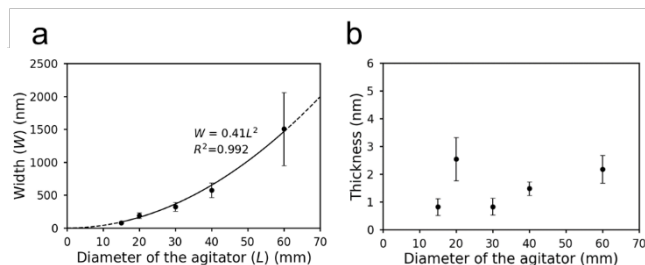 a
b
2500
2000
1500
1000
500
0
Width (W) (nm)
W = 0.41L²
R²=0.992
0 10 20 30 40 50 60 70
Diameter of the agitator (L) (mm)
6
5
4
3
2
1
0
Thickness (nm)
0 10 20 30 40 50 60 70
Diameter of the agitator (mm)